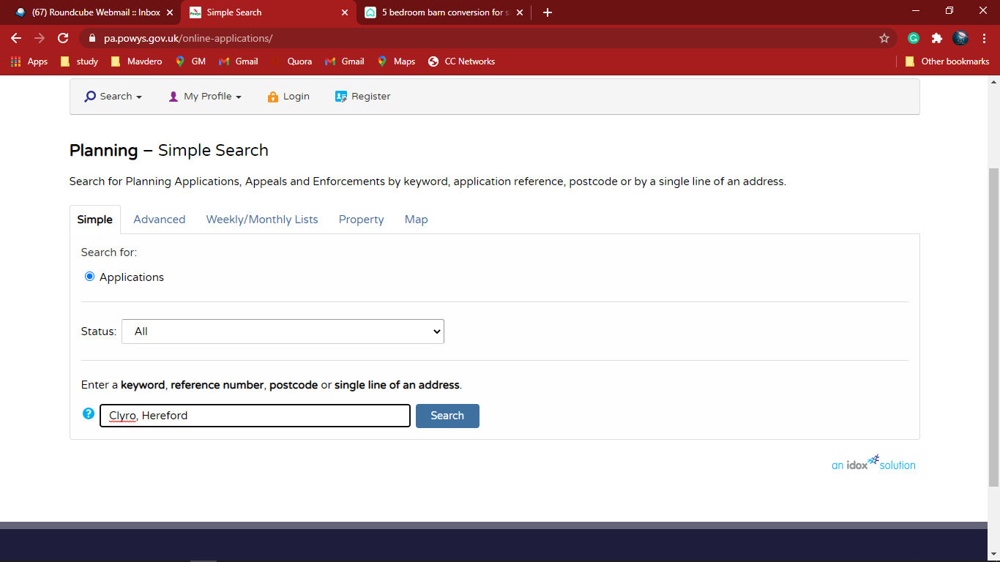 (67) Roundcube Webmail :: Inbox
Simple Search
5 bedroom barn conversion for s
pa.powys.gov.uk/online-applications/
Apps study Mavdero GM Gmail Quora Gmail Maps CC Networks Other bookmarks
Search My Profile Login Register
Planning – Simple Search
Search for Planning Applications, Appeals and Enforcements by keyword, application reference, postcode or by a single line of an address.
Simple Advanced Weekly/Monthly Lists Property Map
Search for:
Applications
Status: All
Enter a keyword, reference number, postcode or single line of an address.
? Clyro, Hereford Search
an idox solution